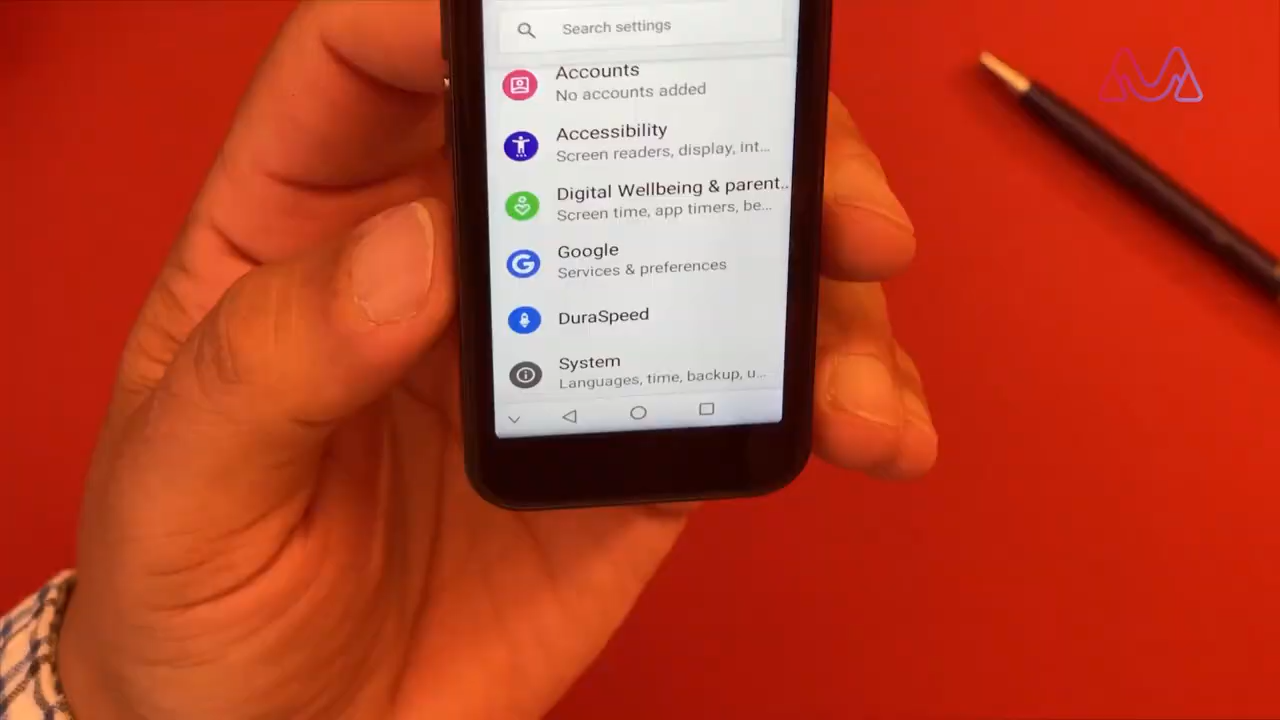 Search settings
Accounts
No accounts added
Accessibility
Screen readers, display, int...
Digital Wellbeing & parent..
Screen time, app timers, be...
Google
Services & preferences
DuraSpeed
System
Languages, time, backup, u...